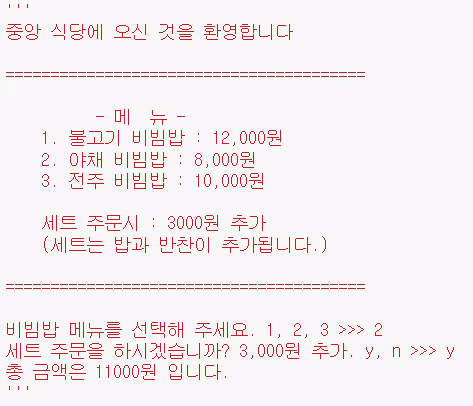 '''
중앙 식당에 오신 것을 환영합니다
========================================
- 메  뉴 -
1. 불고기 비빔밥 : 12,000원
2. 야채 비빔밥 : 8,000원
3. 전주 비빔밥 : 10,000원
세트 주문시 : 3000원 추가
(세트는 밥과 반찬이 추가됩니다.)
========================================
비빔밥 메뉴를 선택해 주세요. 1, 2, 3 >>> 2
세트 주문을 하시겠습니까? 3,000원 추가. y, n >>> y
총 금액은 11000원 입니다.
'''